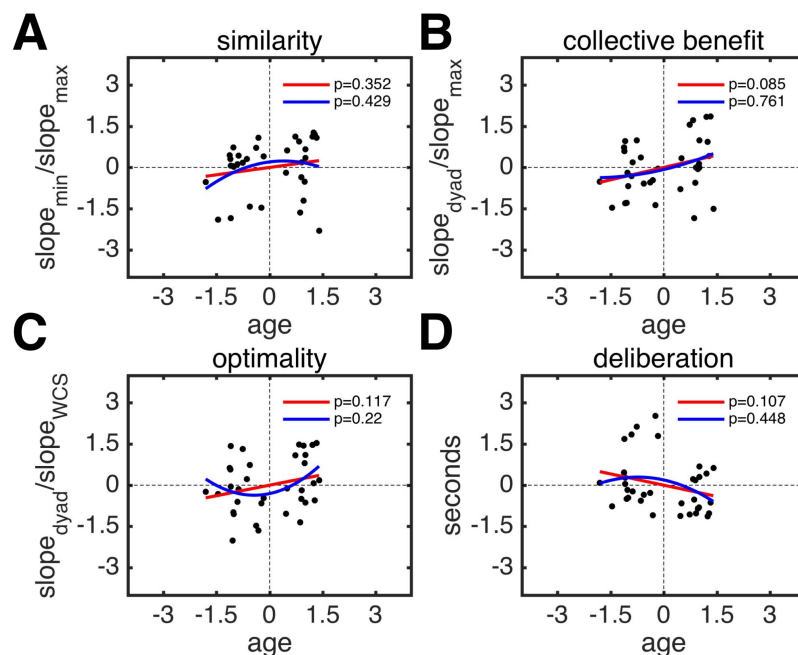 A
similarity
p=0.352
p=0.429
slope_min/slope_max
3
1.5
0
-1.5
-3
-3 -1.5 0 1.5 3
age
B
collective benefit
p=0.085
p=0.761
slope_dyad/slope_max
3
1.5
0
-1.5
-3
-3 -1.5 0 1.5 3
age
C
optimality
p=0.117
p=0.22
slope_dyad/slope_WCS
3
1.5
0
-1.5
-3
-3 -1.5 0 1.5 3
age
D
deliberation
p=0.107
p=0.448
seconds
3
1.5
0
-1.5
-3
-3 -1.5 0 1.5 3
age